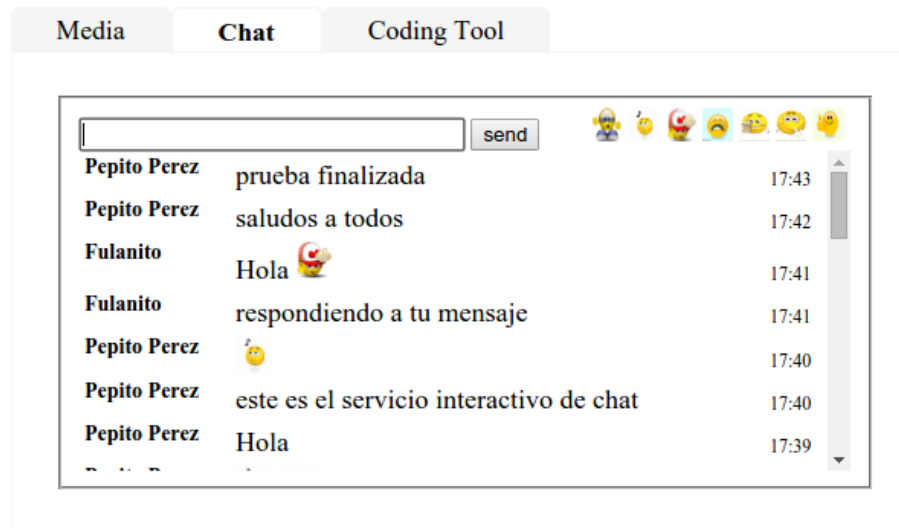 Media Chat Coding Tool
send
Pepito Perez prueba finalizada 17:43
Pepito Perez saludos a todos 17:42
Fulanito Hola 17:41
Fulanito respondiendo a tu mensaje 17:41
Pepito Perez 17:40
Pepito Perez este es el servicio interactivo de chat 17:40
Pepito Perez Hola 17:39